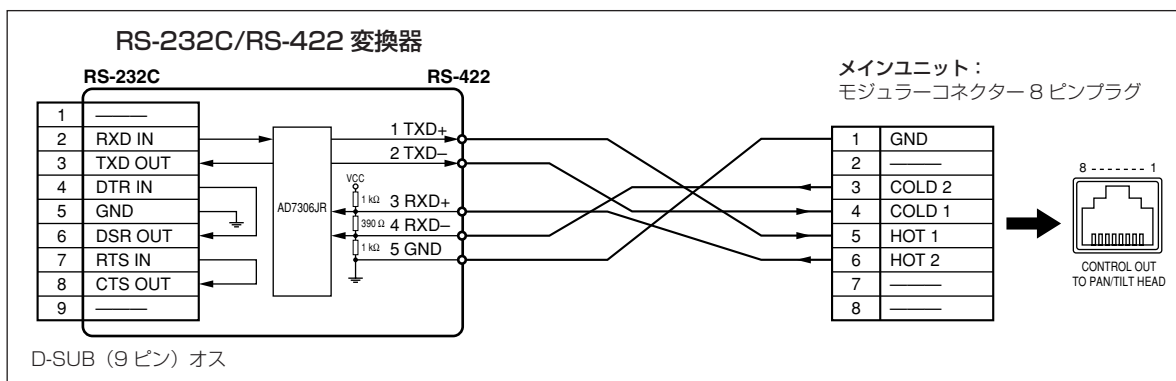 RS-232C/RS-422 変換器
RS-232C
RS-422
1 ———
2 RXD IN
3 TXD OUT
4 DTR IN
5 GND
6 DSR OUT
7 RTS IN
8 CTS OUT
9 ———
AD7306JR
VCC
1 kΩ
390 Ω
1 kΩ
1 TXD+
2 TXD–
3 RXD+
4 RXD–
5 GND
D-SUB（9 ピン）オス
メインユニット：
モジュラーコネクター 8 ピンプラグ
1 GND
2 ———
3 COLD 2
4 COLD 1
5 HOT 1
6 HOT 2
7 ———
8 ———
8 ------- 1
CONTROL OUT
TO PAN/TILT HEAD